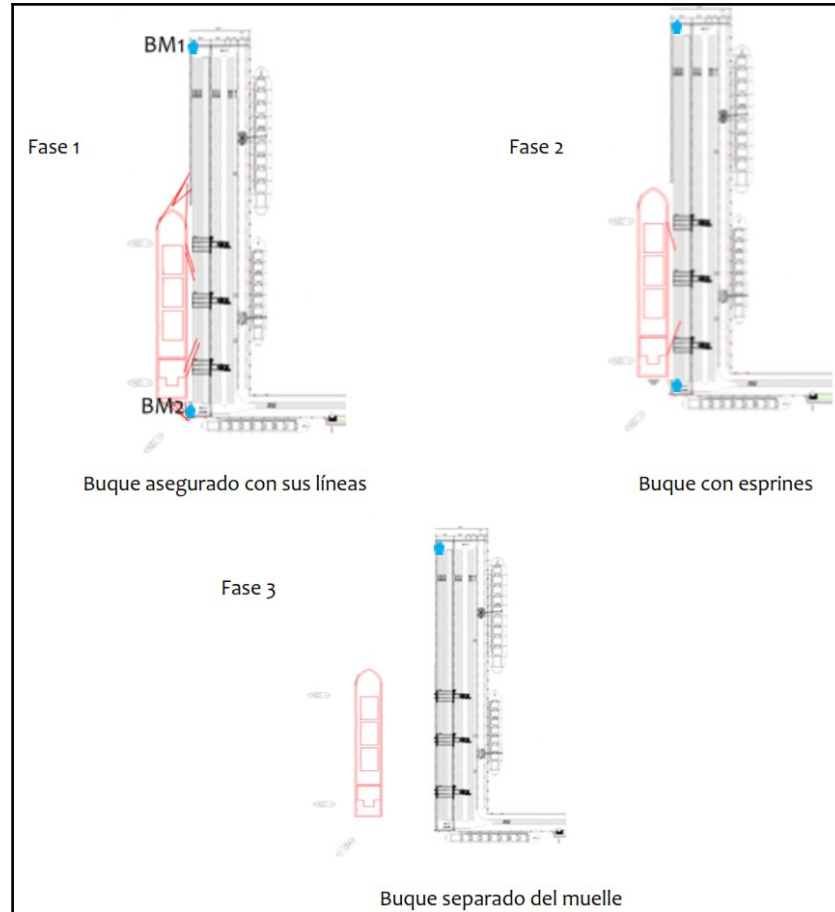 BM1
Fase 1
Fase 2
BM2
Buque asegurado con sus líneas
Buque con esprines
Fase 3
Buque separado del muelle